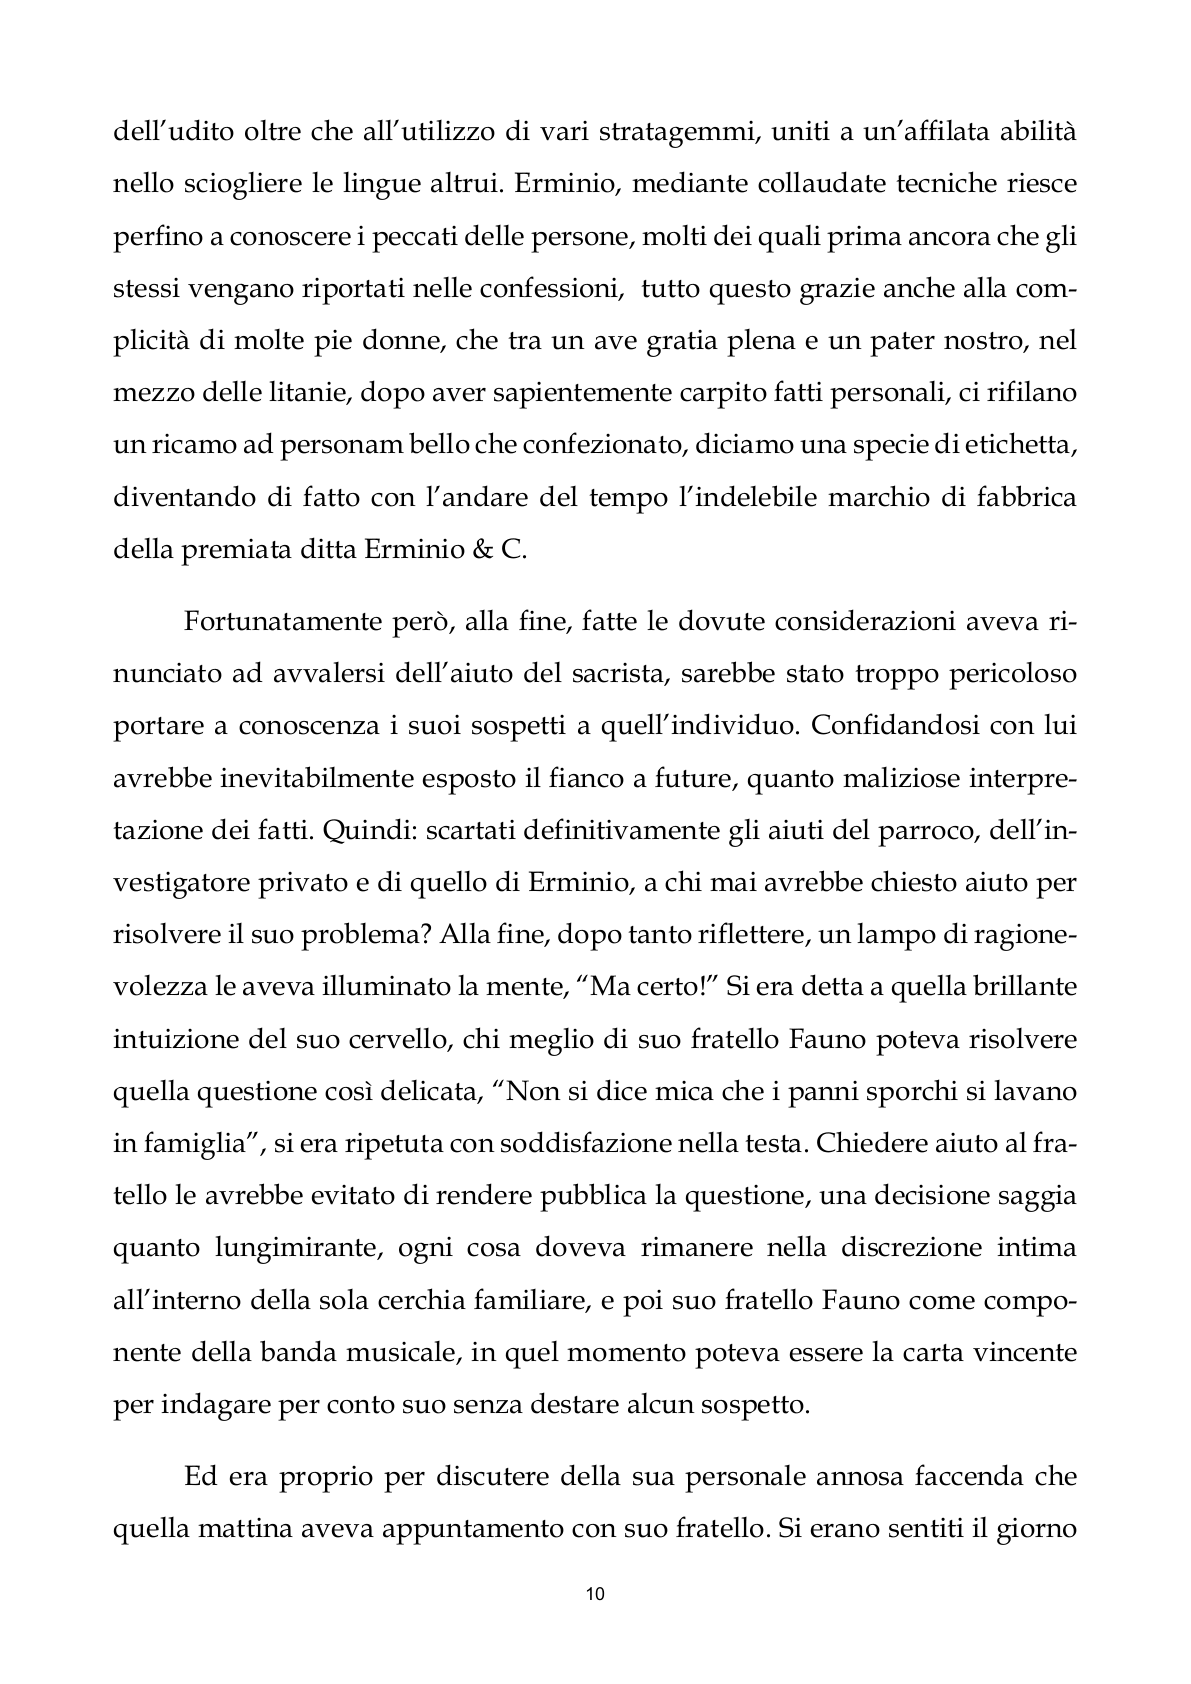 dell’udito oltre che all’utilizzo di vari stratagemmi, uniti a un’affilata abilità
nello sciogliere le lingue altrui. Erminio, mediante collaudate tecniche riesce
perfino a conoscere i peccati delle persone, molti dei quali prima ancora che gli
stessi vengano riportati nelle confessioni,  tutto questo grazie anche alla com-
plicità di molte pie donne, che tra un ave gratia plena e un pater nostro, nel
mezzo delle litanie, dopo aver sapientemente carpito fatti personali, ci rifilano
un ricamo ad personam bello che confezionato, diciamo una specie di etichetta,
diventando di fatto con l’andare del tempo l’indelebile marchio di fabbrica
della premiata ditta Erminio & C.
Fortunatamente però, alla fine, fatte le dovute considerazioni aveva ri-
nunciato ad avvalersi dell’aiuto del sacrista, sarebbe stato troppo pericoloso
portare a conoscenza i suoi sospetti a quell’individuo. Confidandosi con lui
avrebbe inevitabilmente esposto il fianco a future, quanto maliziose interpre-
tazione dei fatti. Quindi: scartati definitivamente gli aiuti del parroco, dell’in-
vestigatore privato e di quello di Erminio, a chi mai avrebbe chiesto aiuto per
risolvere il suo problema? Alla fine, dopo tanto riflettere, un lampo di ragione-
volezza le aveva illuminato la mente, “Ma certo!” Si era detta a quella brillante
intuizione del suo cervello, chi meglio di suo fratello Fauno poteva risolvere
quella questione così delicata, “Non si dice mica che i panni sporchi si lavano
in famiglia”, si era ripetuta con soddisfazione nella testa. Chiedere aiuto al fra-
tello le avrebbe evitato di rendere pubblica la questione, una decisione saggia
quanto lungimirante, ogni cosa doveva rimanere nella discrezione intima
all’interno della sola cerchia familiare, e poi suo fratello Fauno come compo-
nente della banda musicale, in quel momento poteva essere la carta vincente
per indagare per conto suo senza destare alcun sospetto.
Ed era proprio per discutere della sua personale annosa faccenda che
quella mattina aveva appuntamento con suo fratello. Si erano sentiti il giorno
10